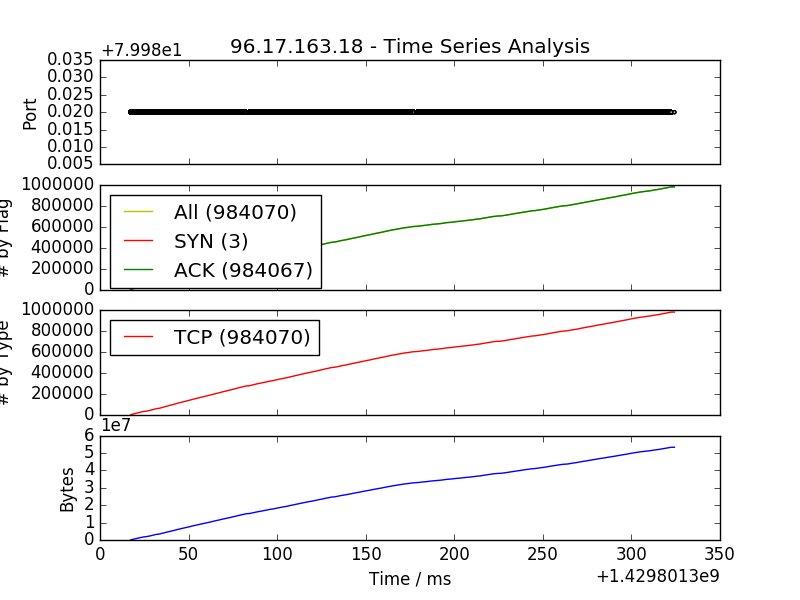 96.17.163.18 - Time Series Analysis
+7.998e1
0.035
0.030
0.025
0.020
0.015
0.010
0.005
Port
1000000
800000
600000
400000
200000
0
# by Flag
All (984070)
SYN (3)
ACK (984067)
1000000
800000
600000
400000
200000
0
# by Type
TCP (984070)
1e7
6
5
4
3
2
1
0
Bytes
0 50 100 150 200 250 300 350
Time / ms
+1.4298013e9